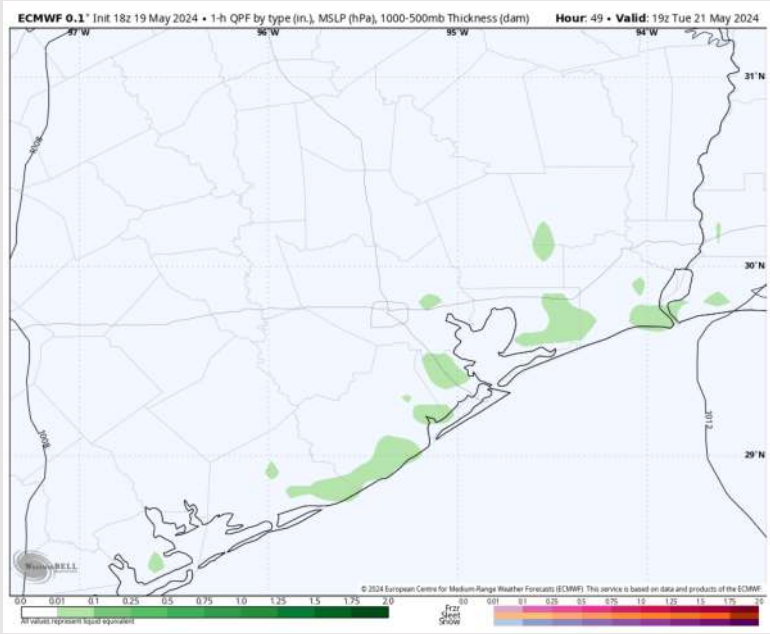 ECMWF 0.1° Init 18z 19 May 2024 • 1-h QPF by type (in.), MSLP (hPa), 1000-500mb Thickness (dam) Hour: 49 • Valid: 19z Tue 21 May 2024
97°W 96°W 95°W 94°W
31°N
1008
30°N
1012
1008
29°N
WeatherBELL
© 2024 European Centre for Medium-Range Weather Forecasts (ECMWF). This service is based on data and products of the ECMWF.
0.0 0.01 0.1 0.25 0.5 0.75 1.0 1.25 1.5 1.75 2.0 0.0 0.01 0.1 0.25 0.5 0.75 1.0 1.25 1.5 1.75 2.0
All values represent liquid equivalent
Frzr
Sleet
Snow